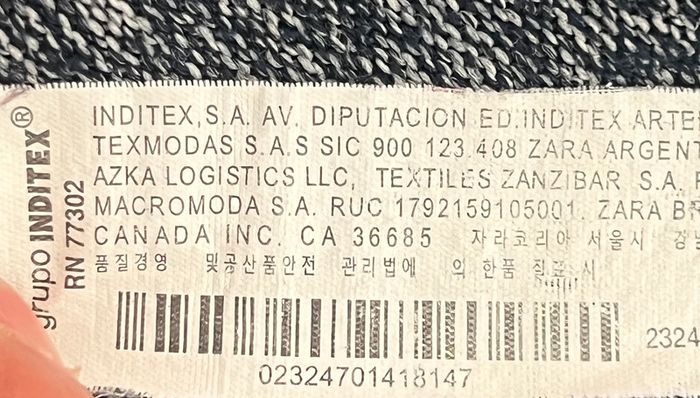 grupo INDITEX®
RN 77302
INDITEX,S.A. AV. DIPUTACION ED.INDITEX ARTE
TEXMODAS S.A.S SIC 900 123.408 ZARA ARGENT
AZKA LOGISTICS LLC, TEXTILES ZANZIBAR S.A.
MACROMODA S.A. RUC 1792159105001. ZARA
CANADA INC. CA 36685 자라코리아 서울시
품질경영 및공산품안전 관리법에 의한품 질표시
2324
02324701418147